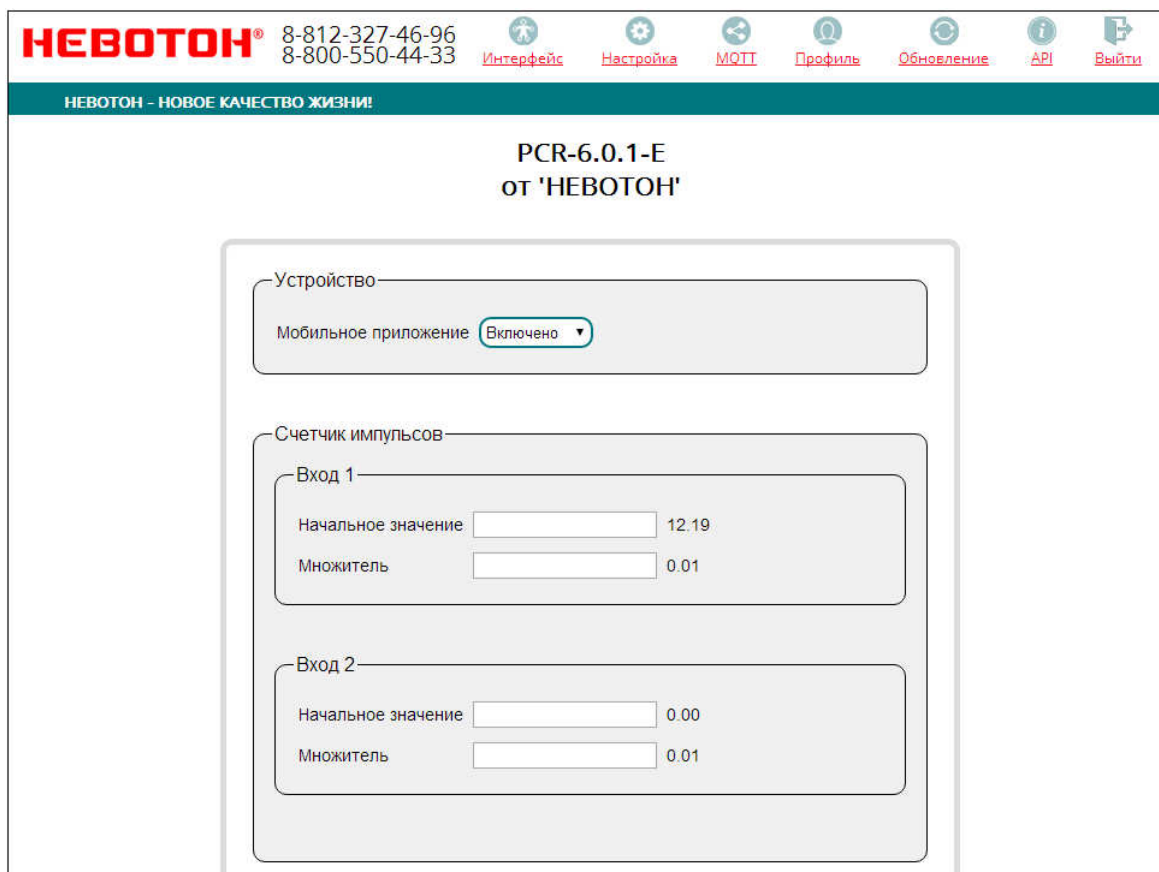 НЕВОТОН®
8-812-327-46-96
8-800-550-44-33
Интерфейс
Настройка
MQTT
Профиль
Обновление
API
Выйти
НЕВОТОН - НОВОЕ КАЧЕСТВО ЖИЗНИ!
PCR-6.0.1-E
от 'НЕВОТОН'
Устройство
Мобильное приложение Включено
Счетчик импульсов
Вход 1
Начальное значение 12.19
Множитель 0.01
Вход 2
Начальное значение 0.00
Множитель 0.01